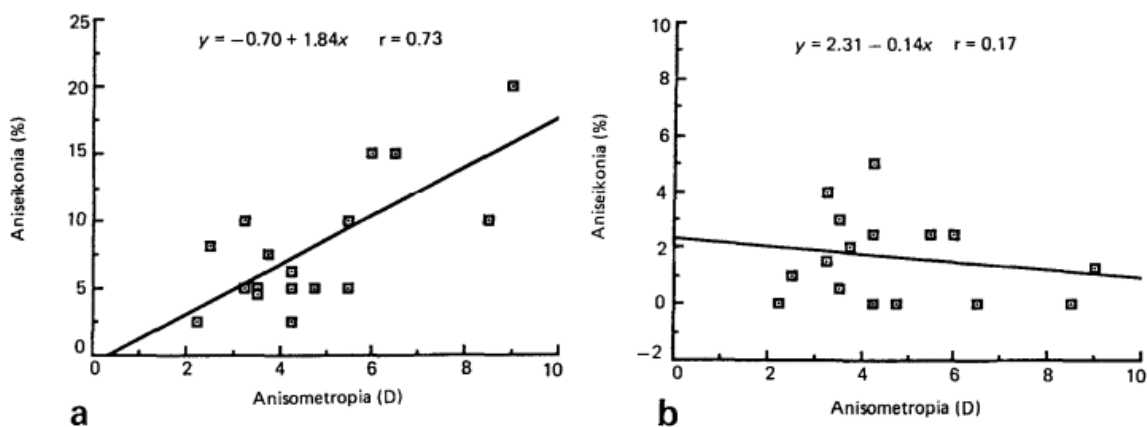 y = −0.70 + 1.84x r = 0.73
25
20
15
10
5
0
Aniseikonia (%)
0 2 4 6 8 10
Anisometropia (D)
a
y = 2.31 − 0.14x r = 0.17
10
8
6
4
2
0
−2
Aniseikonia (%)
0 2 4 6 8 10
Anisometropia (D)
b